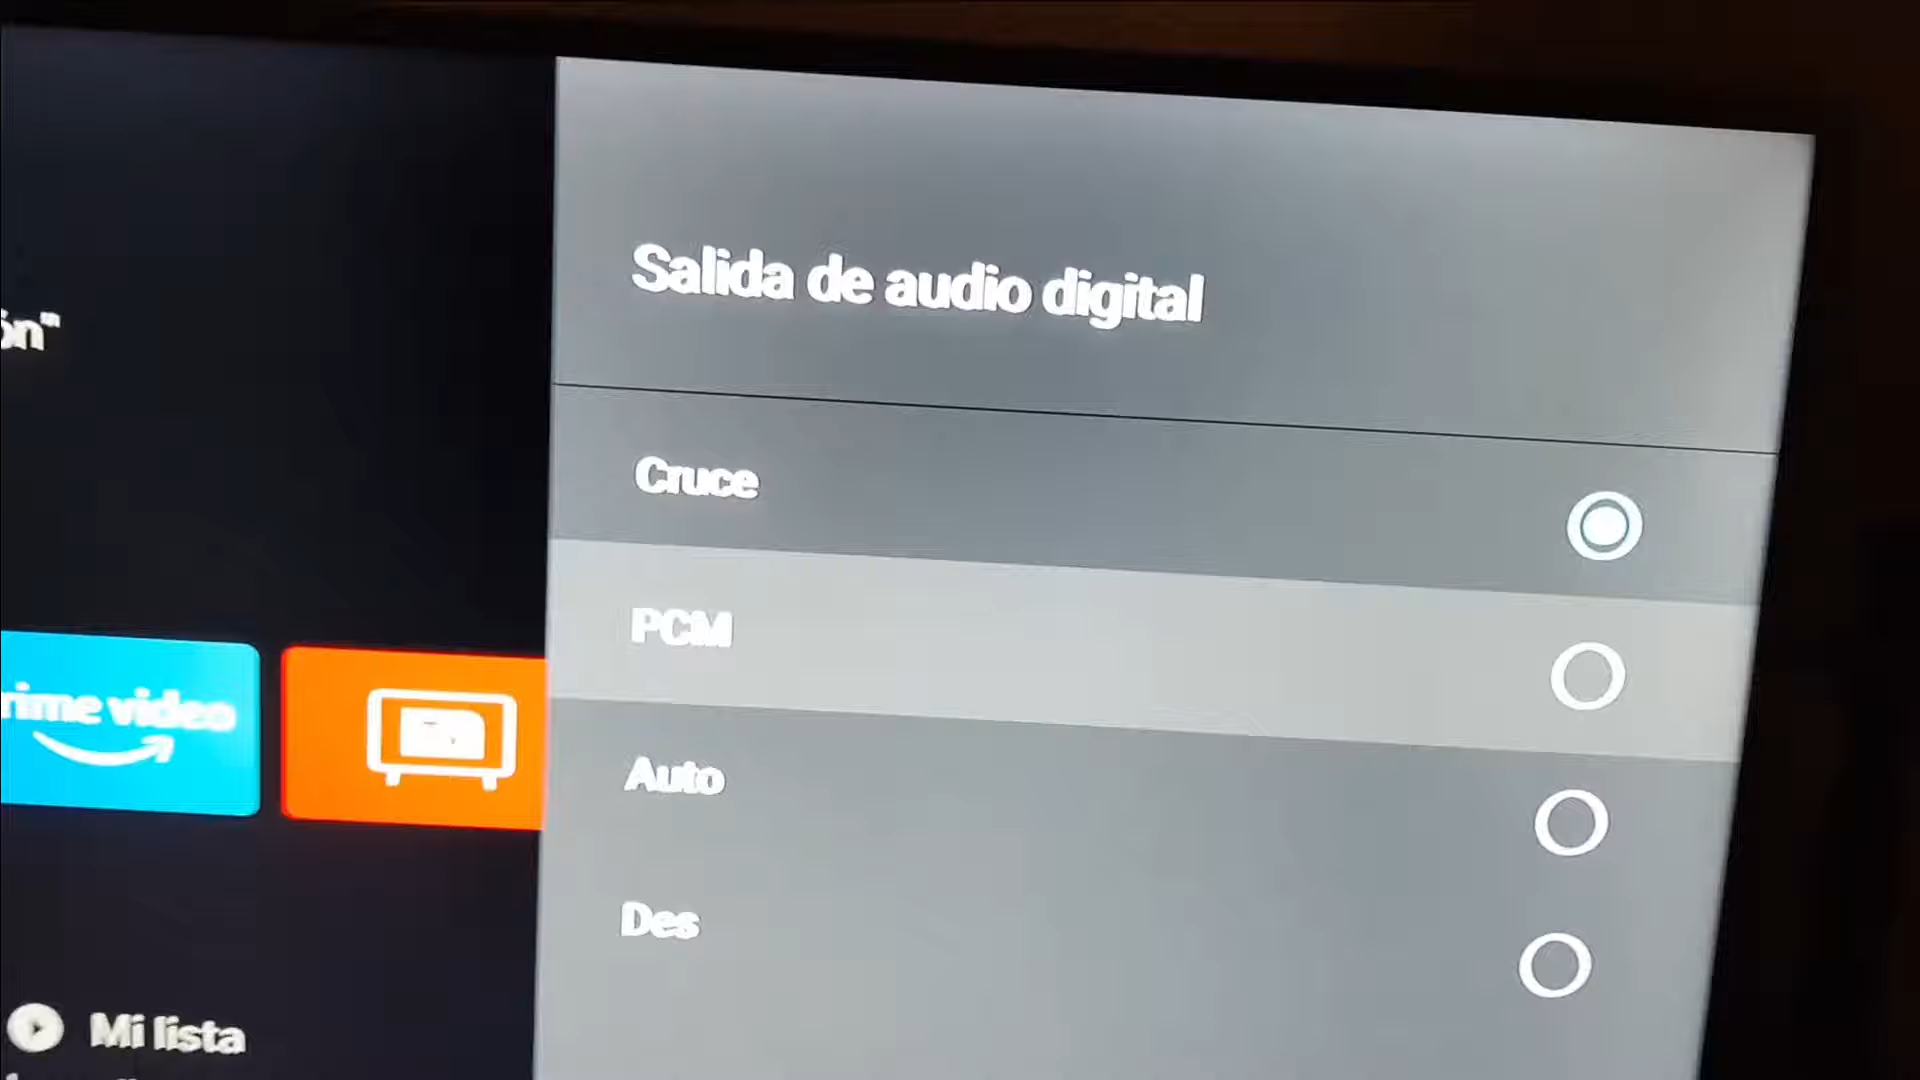 Salida de audio digital
ón"
Cruce
PCM
rime video
Auto
Des
Mi lista